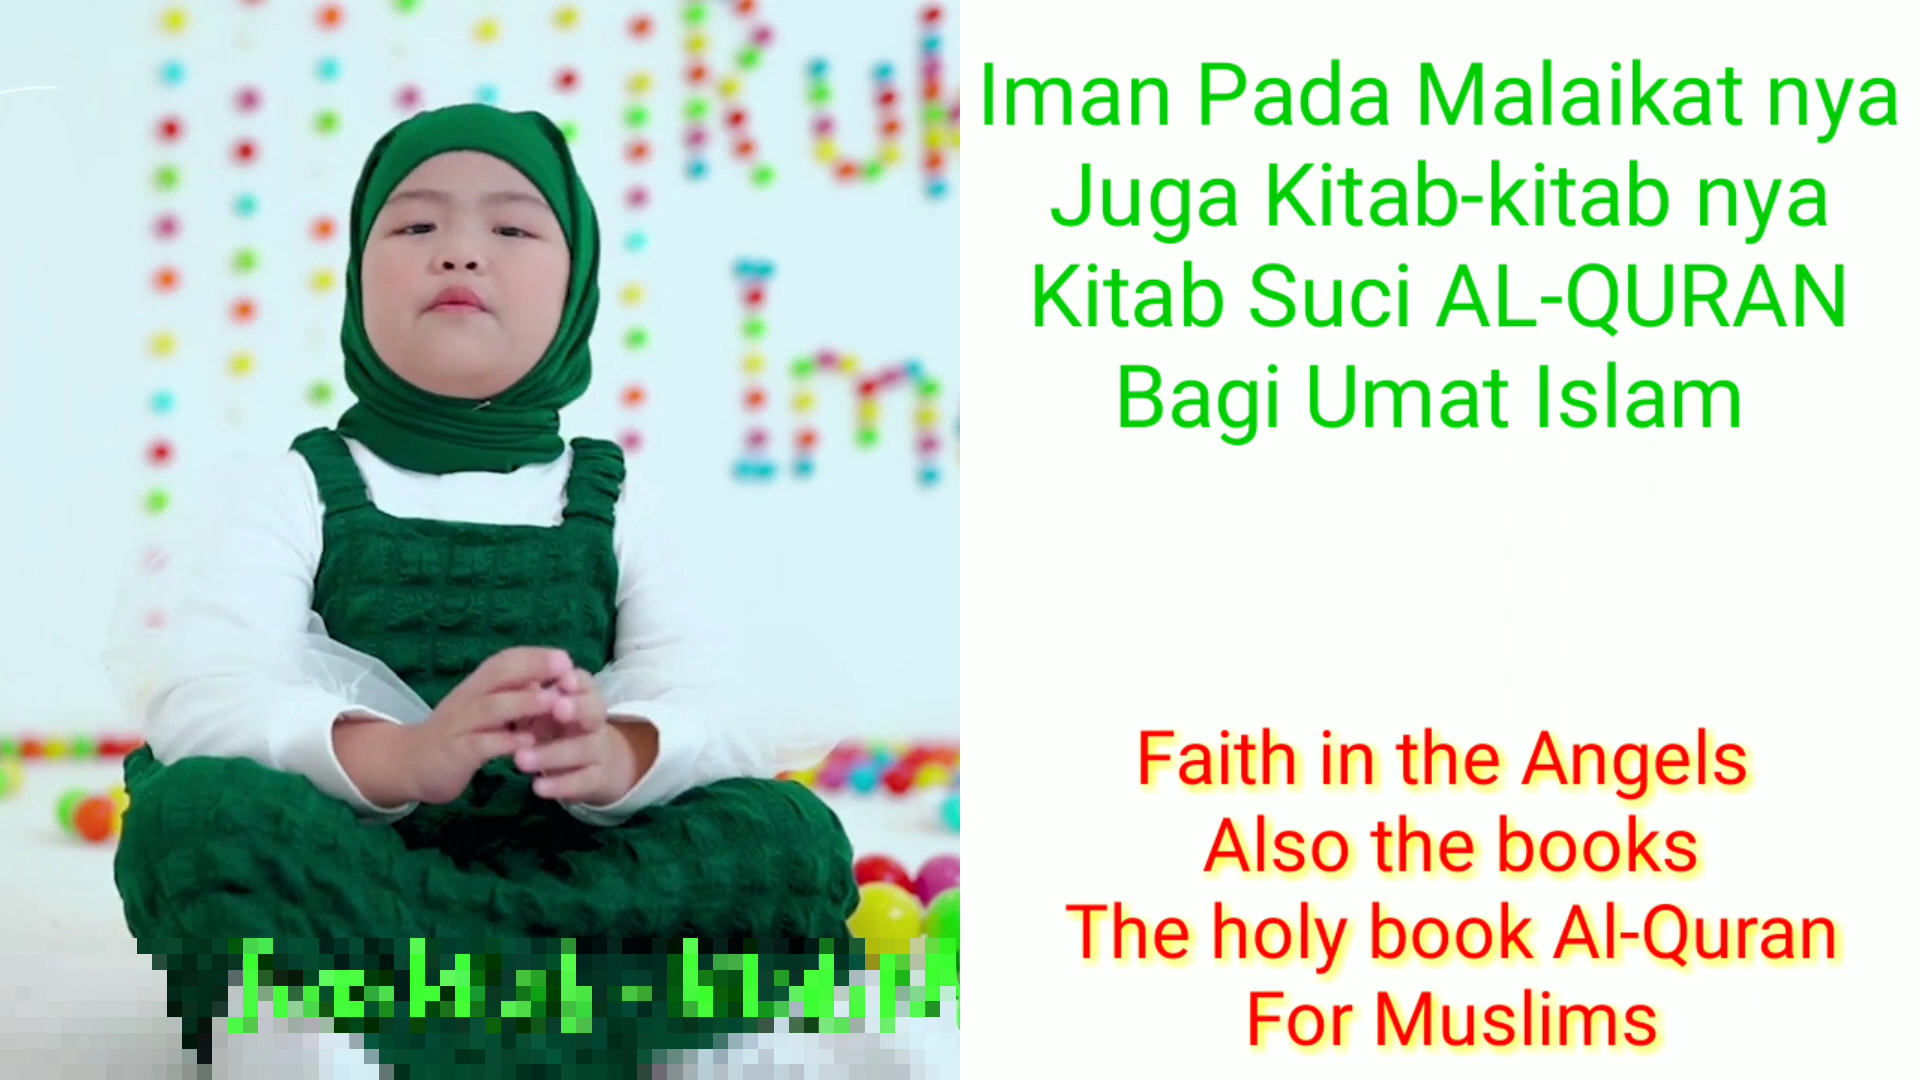 Iman Pada Malaikat nya
Juga Kitab-kitab nya
Kitab Suci AL-QURAN
Bagi Umat Islam
Faith in the Angels
Also the books
The holy book Al-Quran
For Muslims